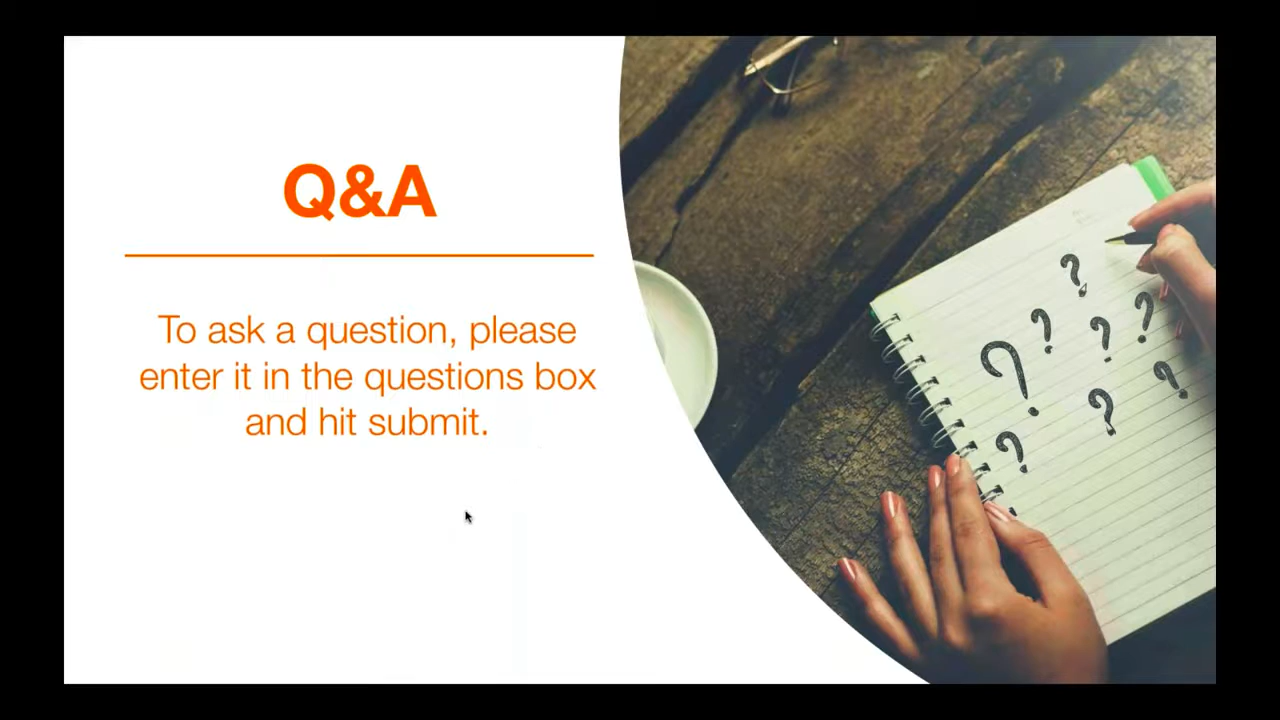 Q&A
To ask a question, please
enter it in the questions box
and hit submit.
? ? ? ? ? ? ? ?